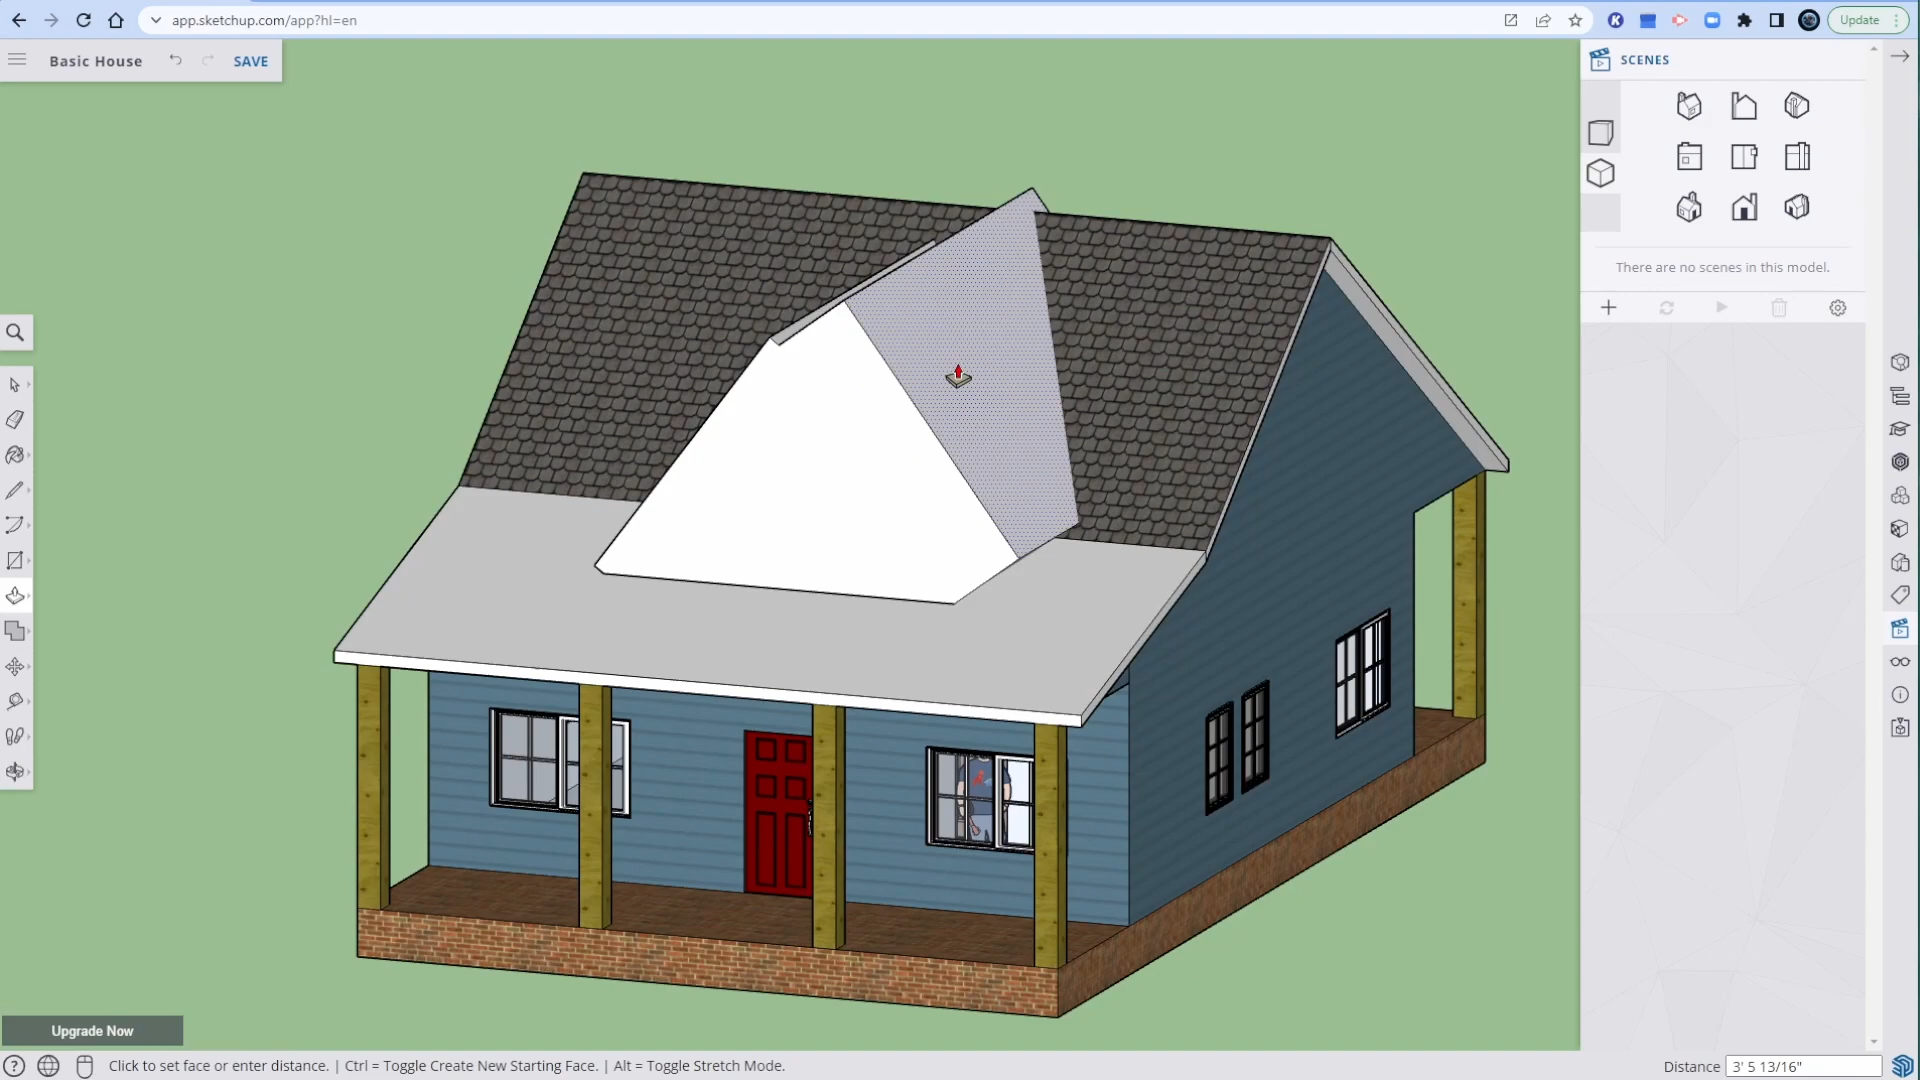 app.sketchup.com/app?hl=en
Update
Basic House
SAVE
SCENES
There are no scenes in this model.
Upgrade Now
Click to set face or enter distance. | Ctrl = Toggle Create New Starting Face. | Alt = Toggle Stretch Mode.
Distance 3' 5 13/16"